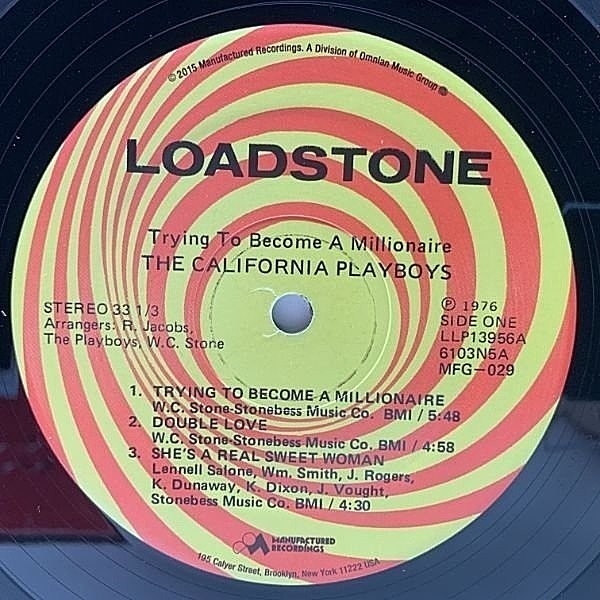 © 2015 Manufactured Recordings. A Division of Omnian Music Group
LOADSTONE
Trying To Become A Millionaire
THE CALIFORNIA PLAYBOYS
STEREO 33 1/3
Arrangers: R. Jacobs,
The Playboys, W.C. Stone
℗ 1976
SIDE ONE
LLP13956A
6103N5A
MFG-029
1. TRYING TO BECOME A MILLIONAIRE
W.C. Stone-Stonebess Music Co. BMI / 5:48
2. DOUBLE LOVE
W.C. Stone-Stonebess Music Co. BMI / 4:58
3. SHE'S A REAL SWEET WOMAN
Lennell Salone, Wm. Smith, J. Rogers,
K. Dunaway, K. Dixon, J. Vought,
Stonebess Music Co. BMI / 4:30
MANUFACTURED
RECORDINGS
195 Calyer Street, Brooklyn, New York 11222 USA